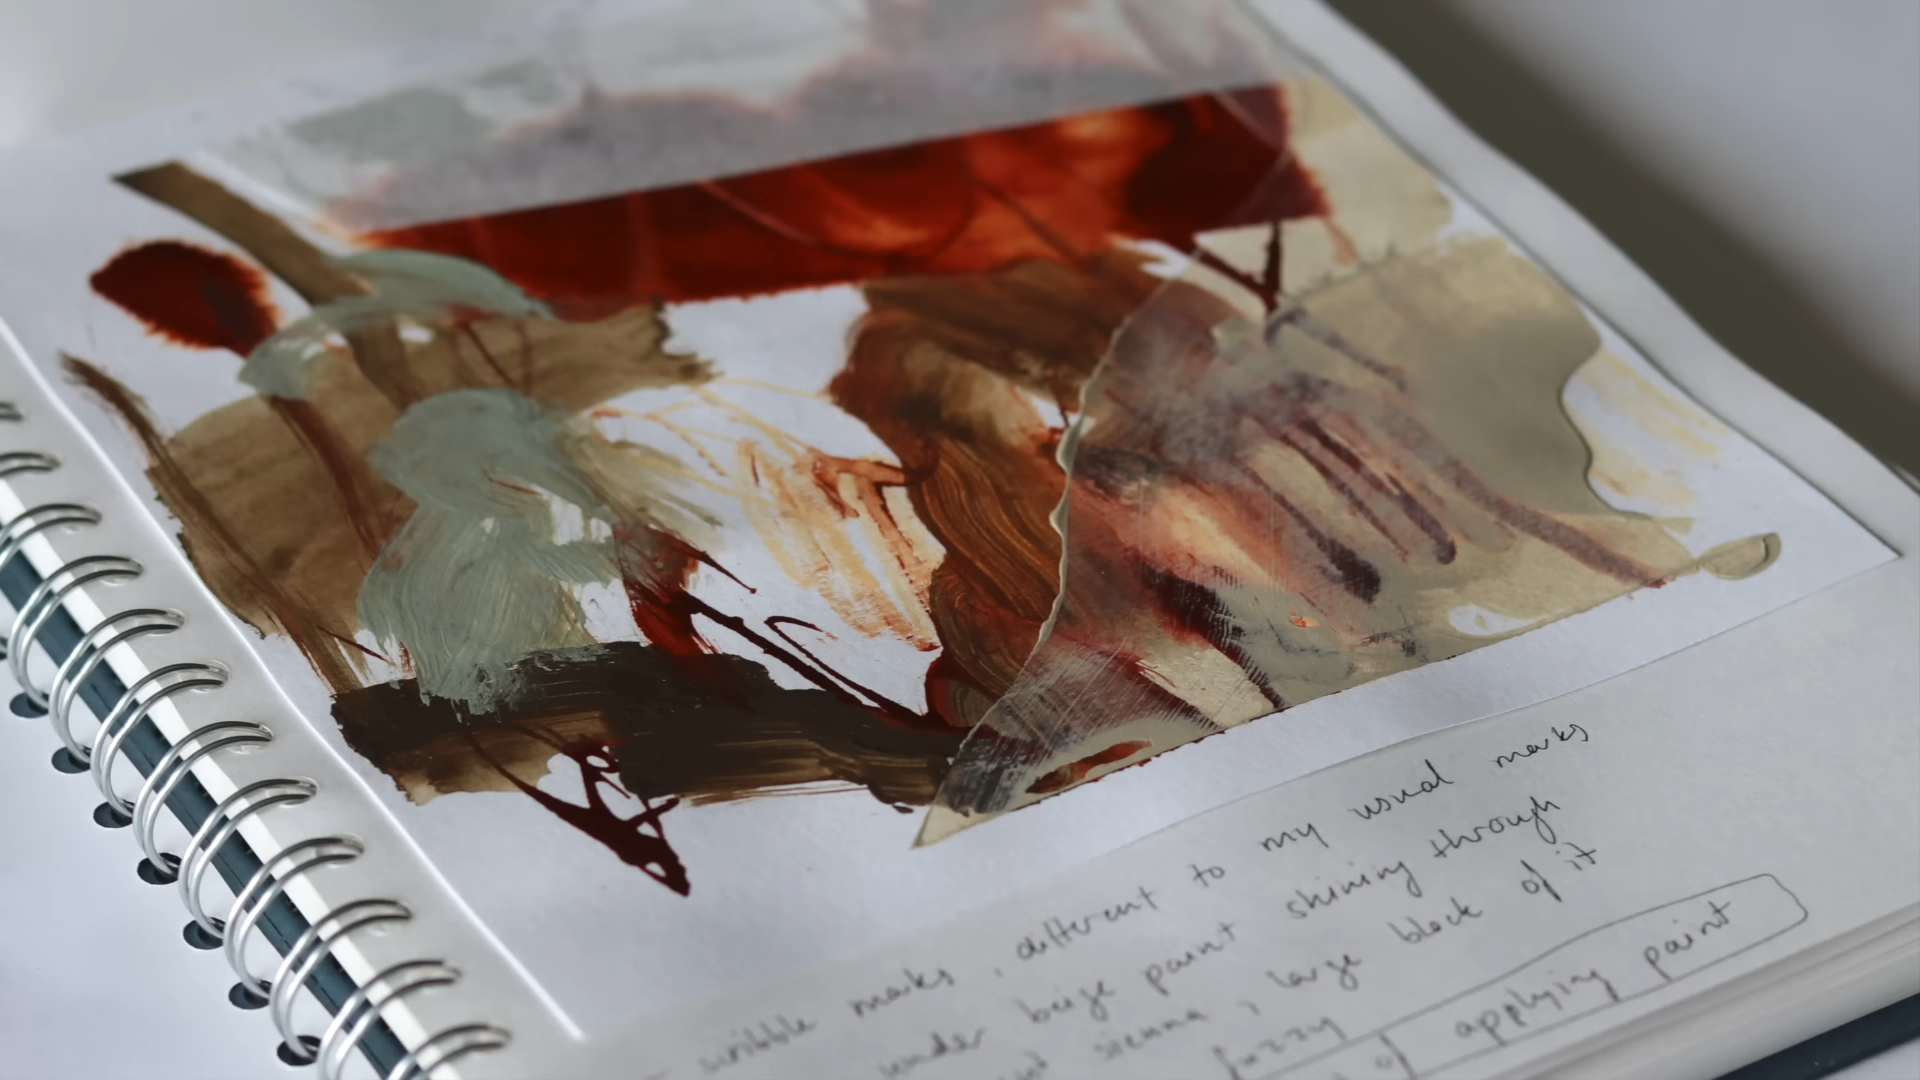 scribble marks, different to my usual marks
under beige paint shining through
sienna, large block of it
fuzzy
of applying paint